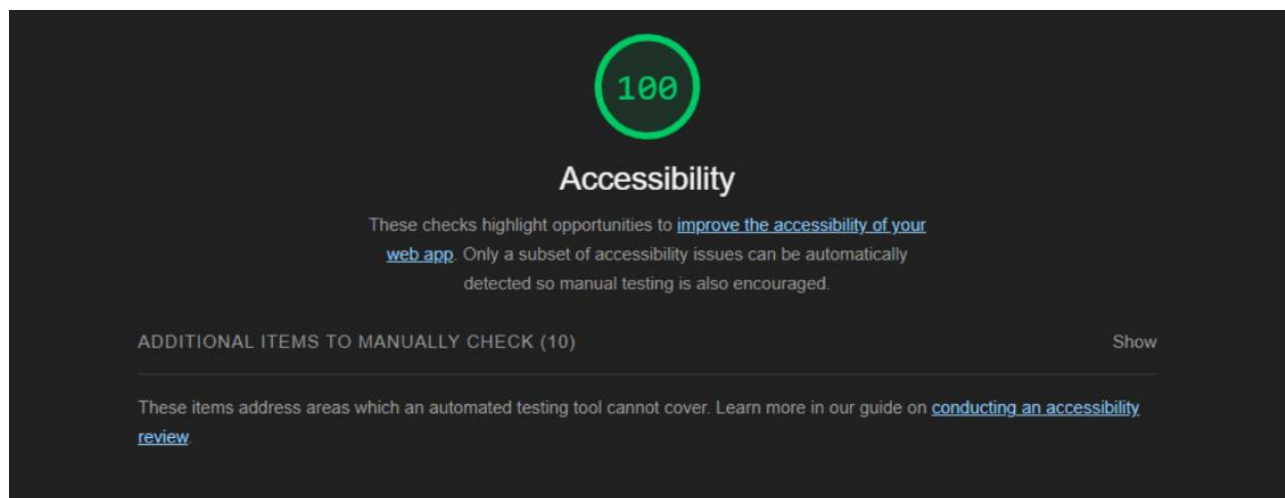 100
Accessibility
These checks highlight opportunities to improve the accessibility of your
web app. Only a subset of accessibility issues can be automatically
detected so manual testing is also encouraged.
ADDITIONAL ITEMS TO MANUALLY CHECK (10) Show
These items address areas which an automated testing tool cannot cover. Learn more in our guide on conducting an accessibility
review.